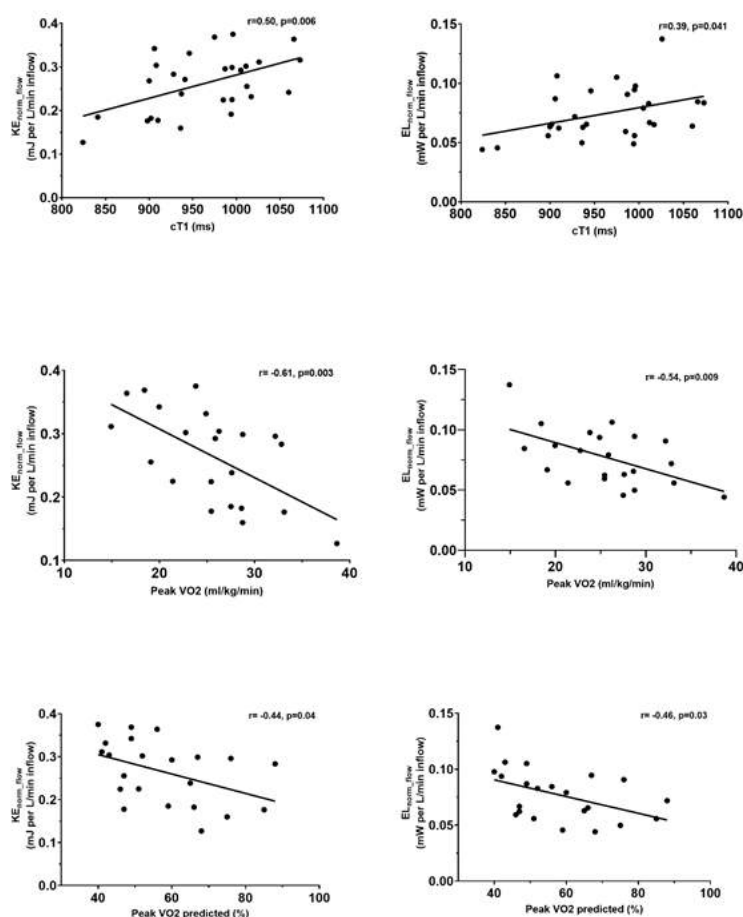 r=0.50, p=0.006
KEnorm_flow
(mJ per L/min inflow)
0.4
0.3
0.2
0.1
0.0
800 850 900 950 1000 1050 1100
cT1 (ms)
r=0.39, p=0.041
ELnorm_flow
(mW per L/min inflow)
0.15
0.10
0.05
0.00
800 850 900 950 1000 1050 1100
cT1 (ms)
r= -0.61, p=0.003
KEnorm_flow
(mJ per L/min inflow)
0.4
0.3
0.2
0.1
10 20 30 40
Peak VO2 (ml/kg/min)
r= -0.54, p=0.009
ELnorm_flow
(mW per L/min inflow)
0.15
0.10
0.05
0.00
10 20 30 40
Peak VO2 (ml/kg/min)
r= -0.44, p=0.04
KEnorm_flow
(mJ per L/min inflow)
0.4
0.3
0.2
0.1
0.0
40 60 80 100
Peak VO2 predicted (%)
r= -0.46, p=0.03
ELnorm_flow
(mW per L/min inflow)
0.15
0.10
0.05
0.00
40 60 80 100
Peak VO2 predicted (%)